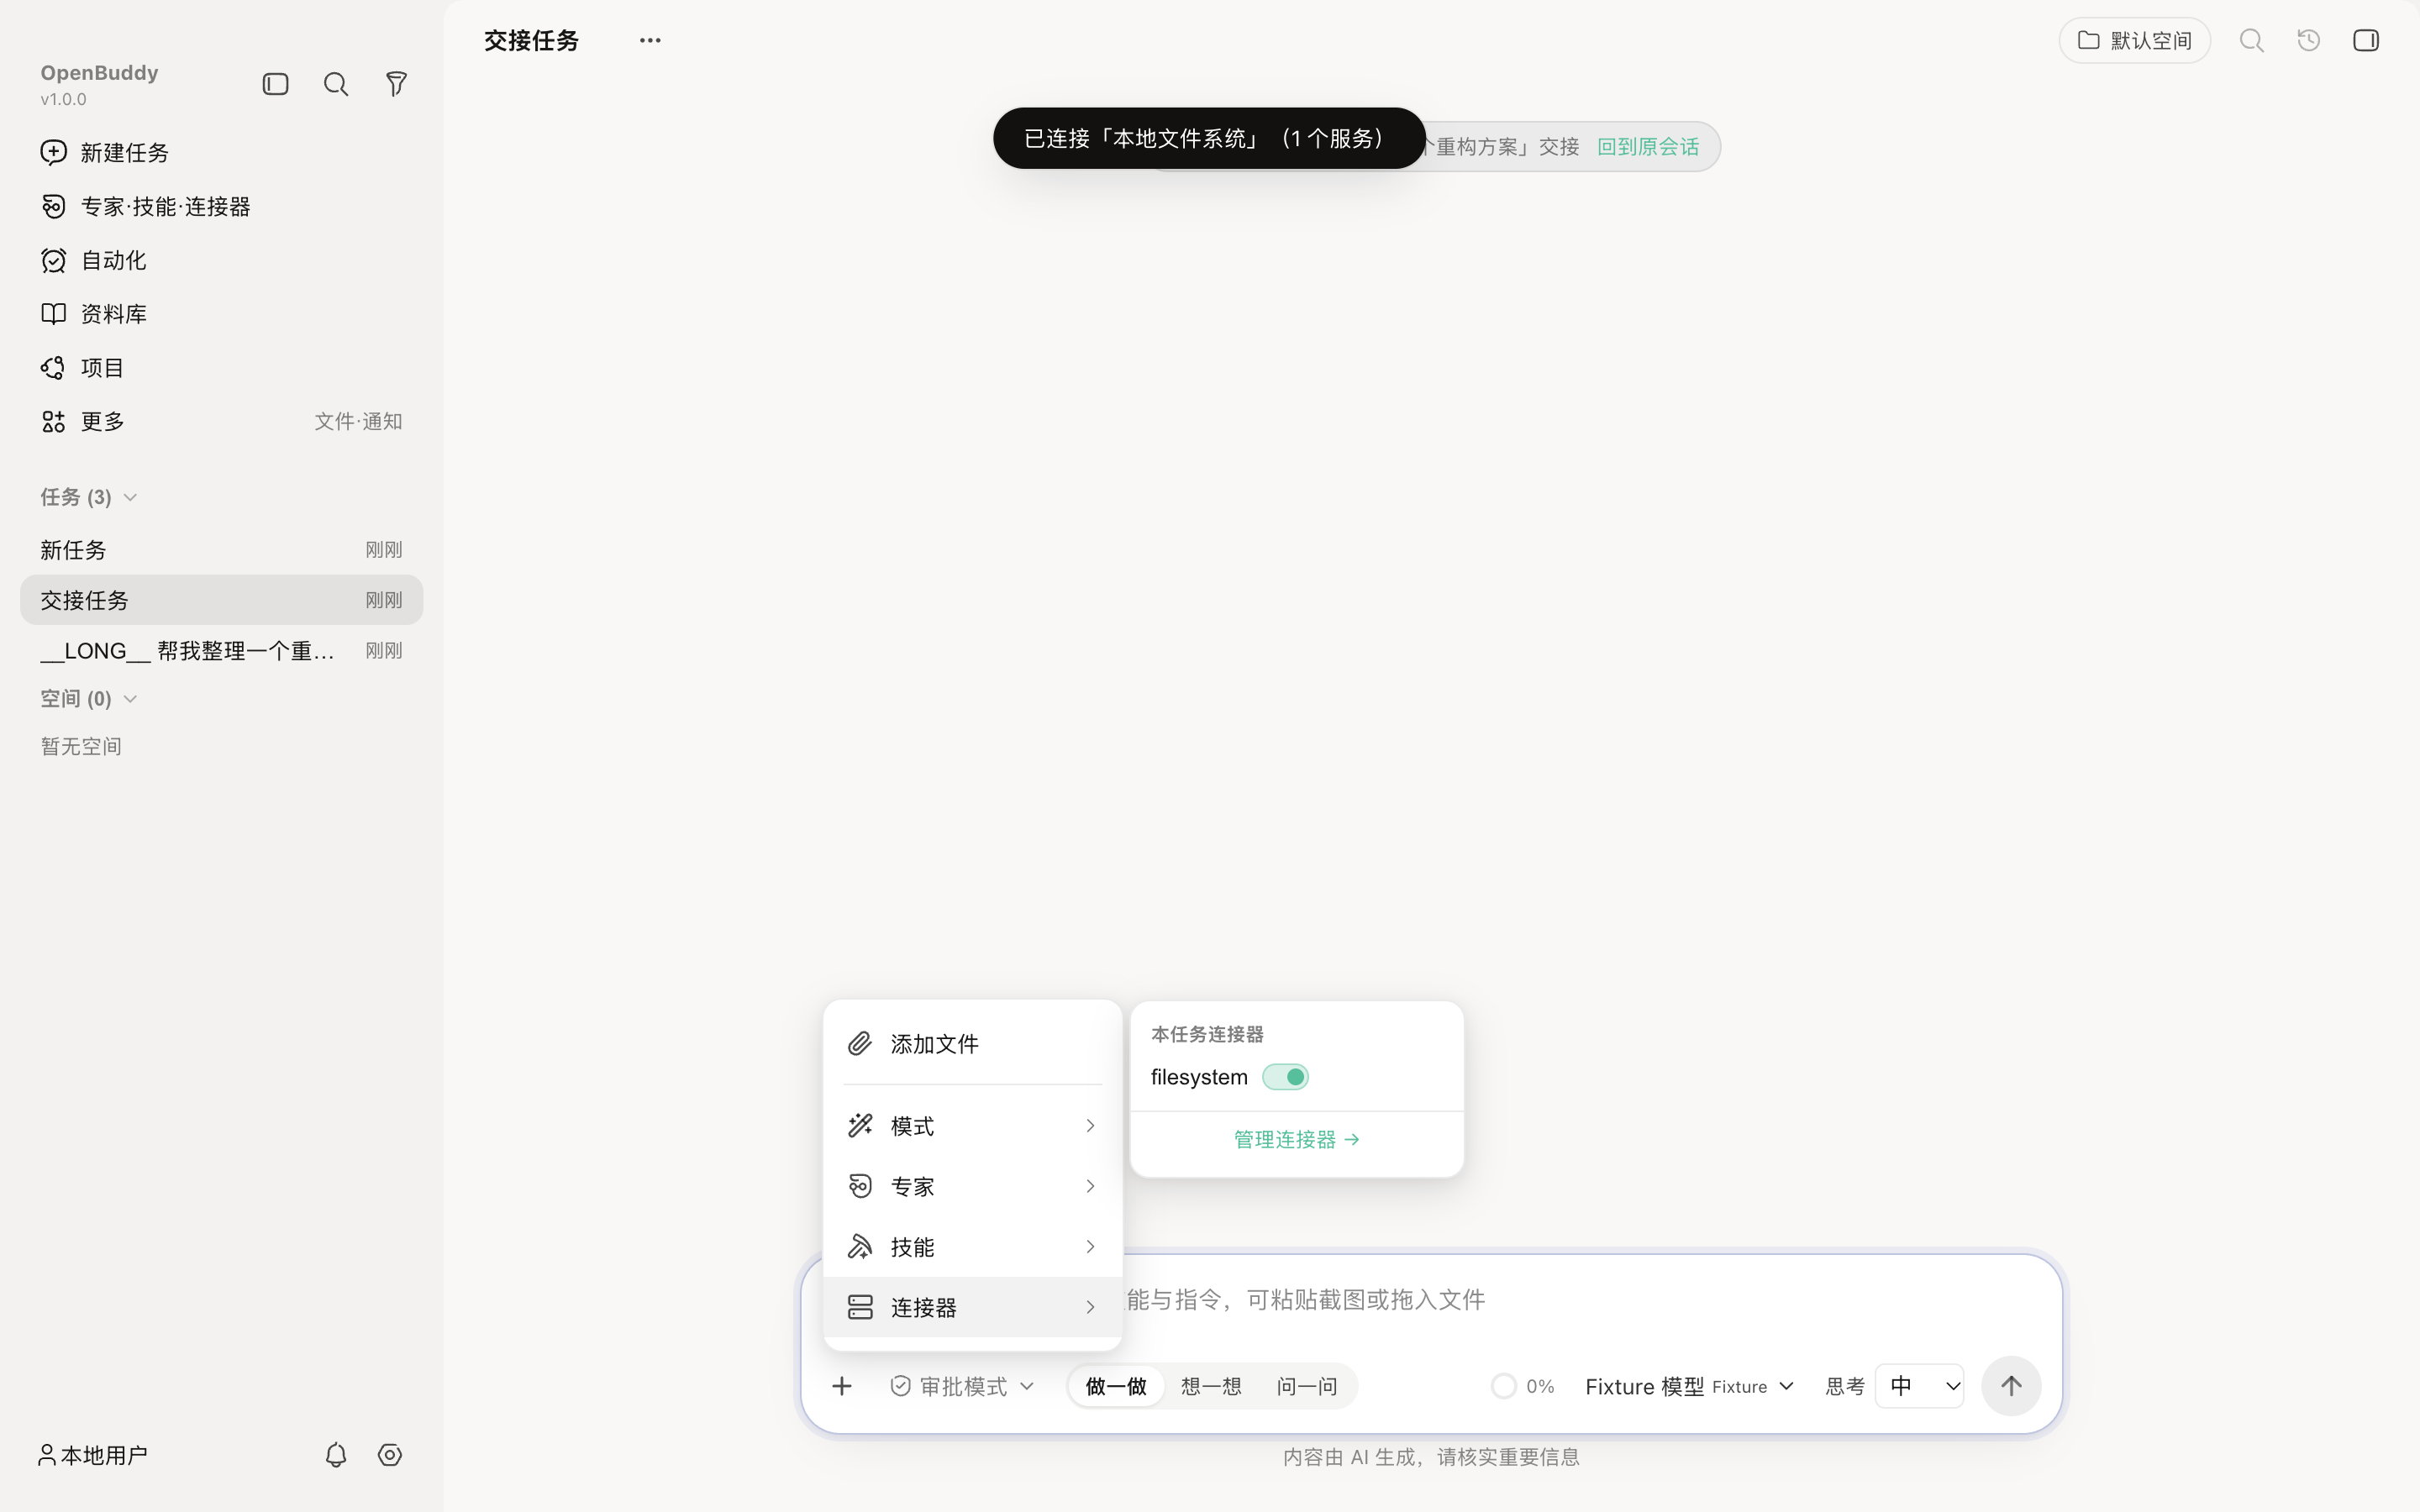 OpenBuddy
v1.0.0
新建任务
专家·技能·连接器
自动化
资料库
项目
更多 文件·通知
任务 (3)
新任务 刚刚
交接任务 刚刚
__LONG__ 帮我整理一个重… 刚刚
空间 (0)
暂无空间
本地用户
交接任务
默认空间
已连接「本地文件系统」（1 个服务）
重构方案」交接 回到原会话
添加文件
模式
专家
技能
连接器
本任务连接器
filesystem
管理连接器 →
能与指令，可粘贴截图或拖入文件
审批模式
做一做 想一想 问一问
0%
Fixture 模型 Fixture
思考 中
内容由 AI 生成，请核实重要信息